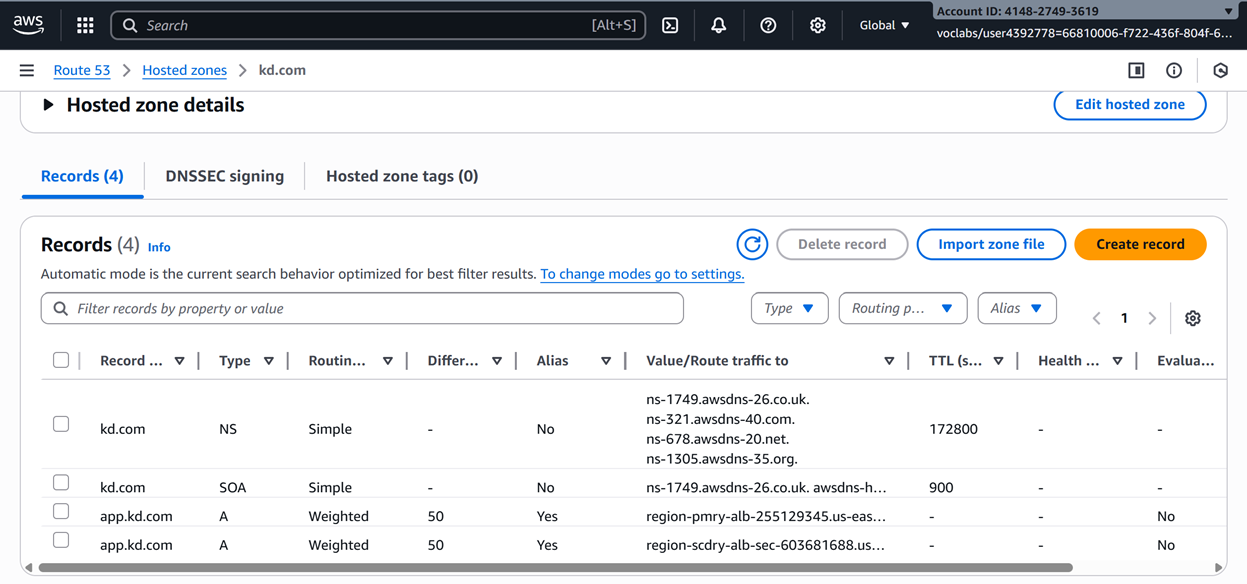 aws
Search
[Alt+S]
Global
Account ID: 4148-2749-3619
voclabs/user4392778=66810006-f722-436f-804f-6...
Route 53
Hosted zones
kd.com
Hosted zone details
Edit hosted zone
Records (4)
DNSSEC signing
Hosted zone tags (0)
Records (4)
Info
Delete record
Import zone file
Create record
Automatic mode is the current search behavior optimized for best filter results. To change modes go to settings.
Filter records by property or value
Type
Routing p...
Alias
1
Record ... Type Routin... Differ... Alias Value/Route traffic to TTL (s... Health ... Evalua...
ns-1749.awsdns-26.co.uk.
ns-321.awsdns-40.com.
kd.com NS Simple - No 172800 - -
ns-678.awsdns-20.net.
ns-1305.awsdns-35.org.
kd.com SOA Simple - No ns-1749.awsdns-26.co.uk. awsdns-h... 900 - -
app.kd.com A Weighted 50 Yes region-pmry-alb-255129345.us-eas... - - No
app.kd.com A Weighted 50 Yes region-scdry-alb-sec-603681688.us... - - No